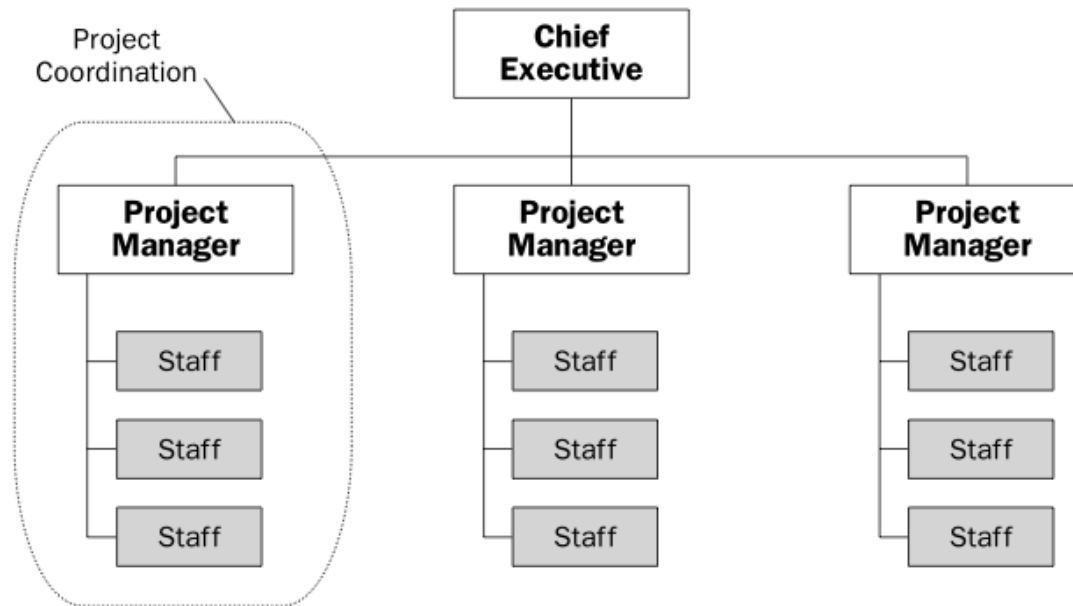 Project
Coordination
Chief
Executive
Project
Manager
Project
Manager
Project
Manager
Staff
Staff
Staff
Staff
Staff
Staff
Staff
Staff
Staff